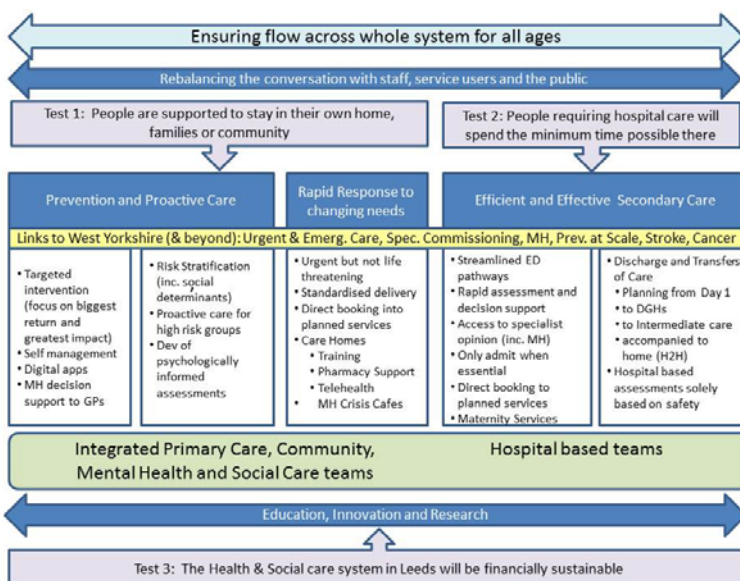 Ensuring flow across whole system for all ages
Rebalancing the conversation with staff, service users and the public
Test 1: People are supported to stay in their own home,
families or community
Test 2: People requiring hospital care will
spend the minimum time possible there
Prevention and Proactive Care
Rapid Response to
changing needs
Efficient and Effective Secondary Care
Links to West Yorkshire (& beyond): Urgent & Emerg. Care, Spec. Commissioning, MH, Prev. at Scale, Stroke, Cancer
• Targeted
intervention
(focus on biggest
return and
greatest impact)
• Self management
• Digital apps
• MH decision
support to GPs
• Risk Stratification
(inc. social
determinants)
• Proactive care for
high risk groups
• Dev of
psychologically
informed
assessments
• Urgent but not life
threatening
• Standardised delivery
• Direct booking into
planned services
• Care Homes
• Training
• Pharmacy Support
• Telehealth
• MH Crisis Cafes
• Streamlined ED
pathways
• Rapid assessment and
decision support
• Access to specialist
opinion (inc. MH)
• Only admit when
essential
• Direct booking to
planned services
• Maternity Services
• Discharge and Transfers
of Care
• Planning from Day 1
• to DGHs
• to Intermediate care
• accompanied to
home (H2H)
• Hospital based
assessments solely
based on safety
Integrated Primary Care, Community,
Mental Health and Social Care teams
Hospital based teams
Education, Innovation and Research
Test 3: The Health & Social care system in Leeds will be financially sustainable